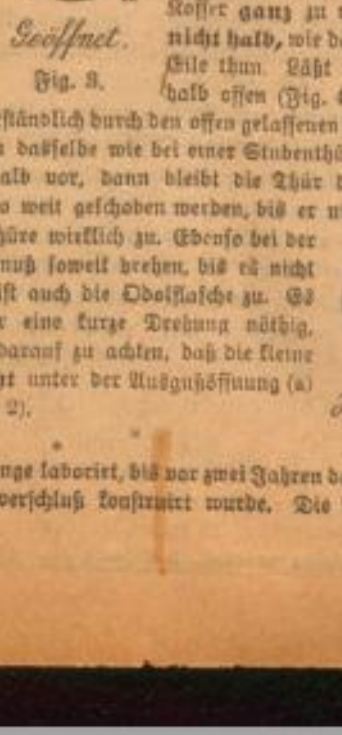 Koffer ganz zu
nicht halb, wie
Geöffnet.
Eile thun. Läßt
Fig. 3.
halb offen (Fig.
ständlich durch den offen gelassenen
dasselbe wie bei einer Stubenthü
alb vor, dann bleibt die Thür
so weit geschoben werden, bis er
hüre wirklich zu. Ebenso bei der
muß soweit drehen, bis es nicht
ist auch die Odolflasche zu. Es
r eine kurze Drehung nöthig.
darauf zu achten, daß die kleine
ht unter der Ausgußöffnung (a)
2).
* *
nge laboriert, bis vor zwei Jahren
verschluß konstruirt wurde. Die